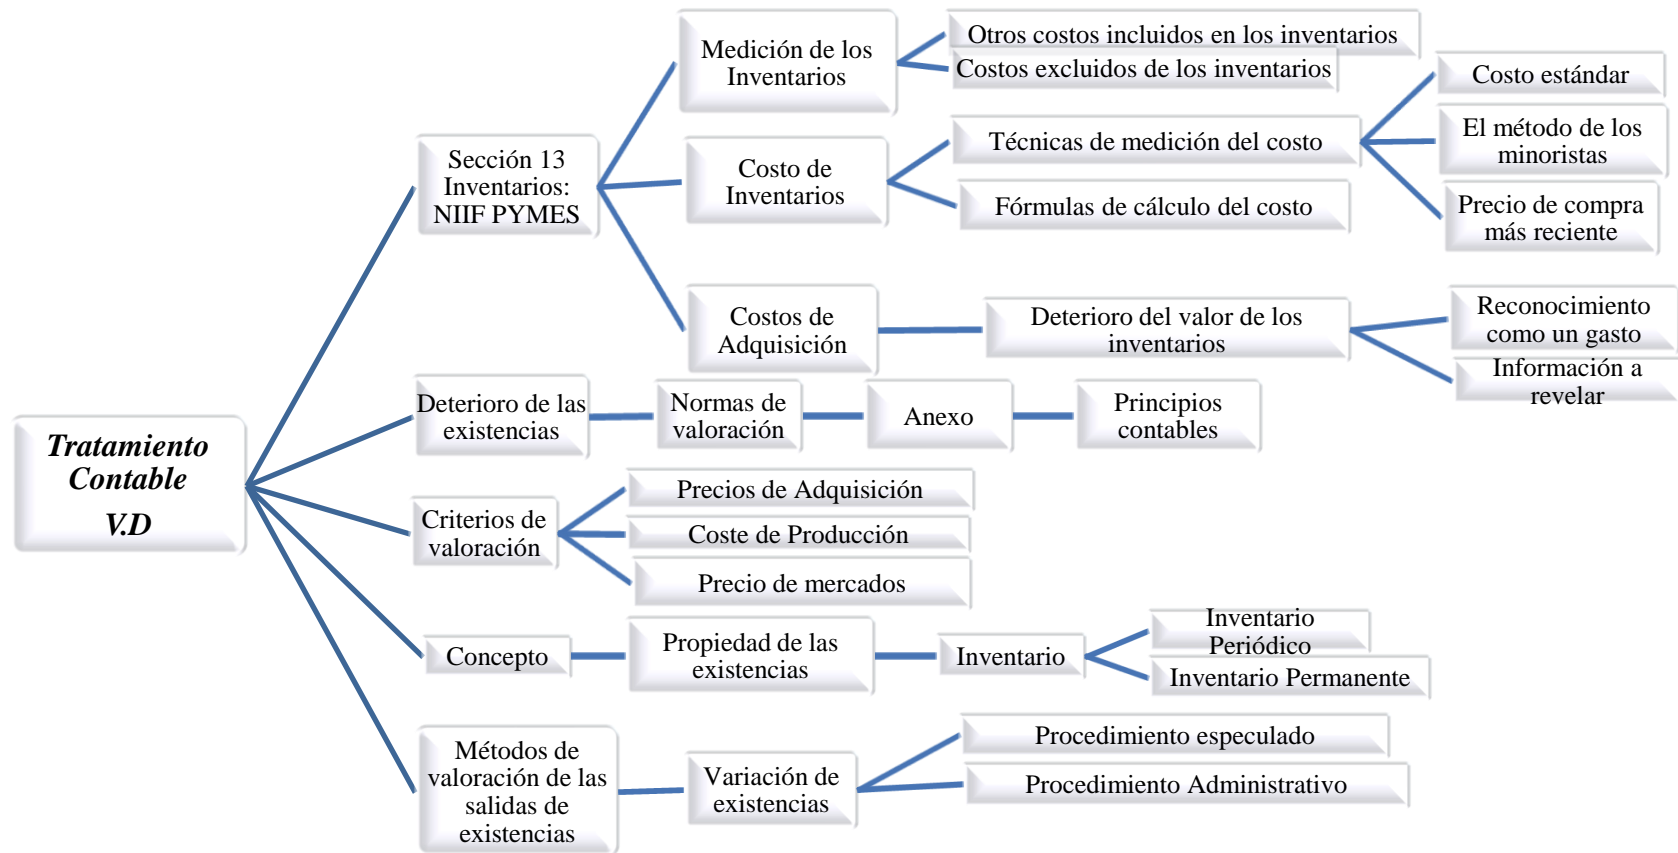 Tratamiento
Contable
V.D
Sección 13
Inventarios:
NIIF PYMES
Medición de los
Inventarios
Otros costos incluidos en los inventarios
Costos excluidos de los inventarios
Costo de
Inventarios
Técnicas de medición del costo
Costo estándar
El método de los
minoristas
Precio de compra
más reciente
Fórmulas de cálculo del costo
Costos de
Adquisición
Deterioro del valor de los
inventarios
Reconocimiento
como un gasto
Información a
revelar
Deterioro de las
existencias
Normas de
valoración
Anexo
Principios
contables
Criterios de
valoración
Precios de Adquisición
Coste de Producción
Precio de mercados
Concepto
Propiedad de las
existencias
Inventario
Inventario
Periódico
Inventario Permanente
Métodos de
valoración de las
salidas de
existencias
Variación de
existencias
Procedimiento especulado
Procedimiento Administrativo